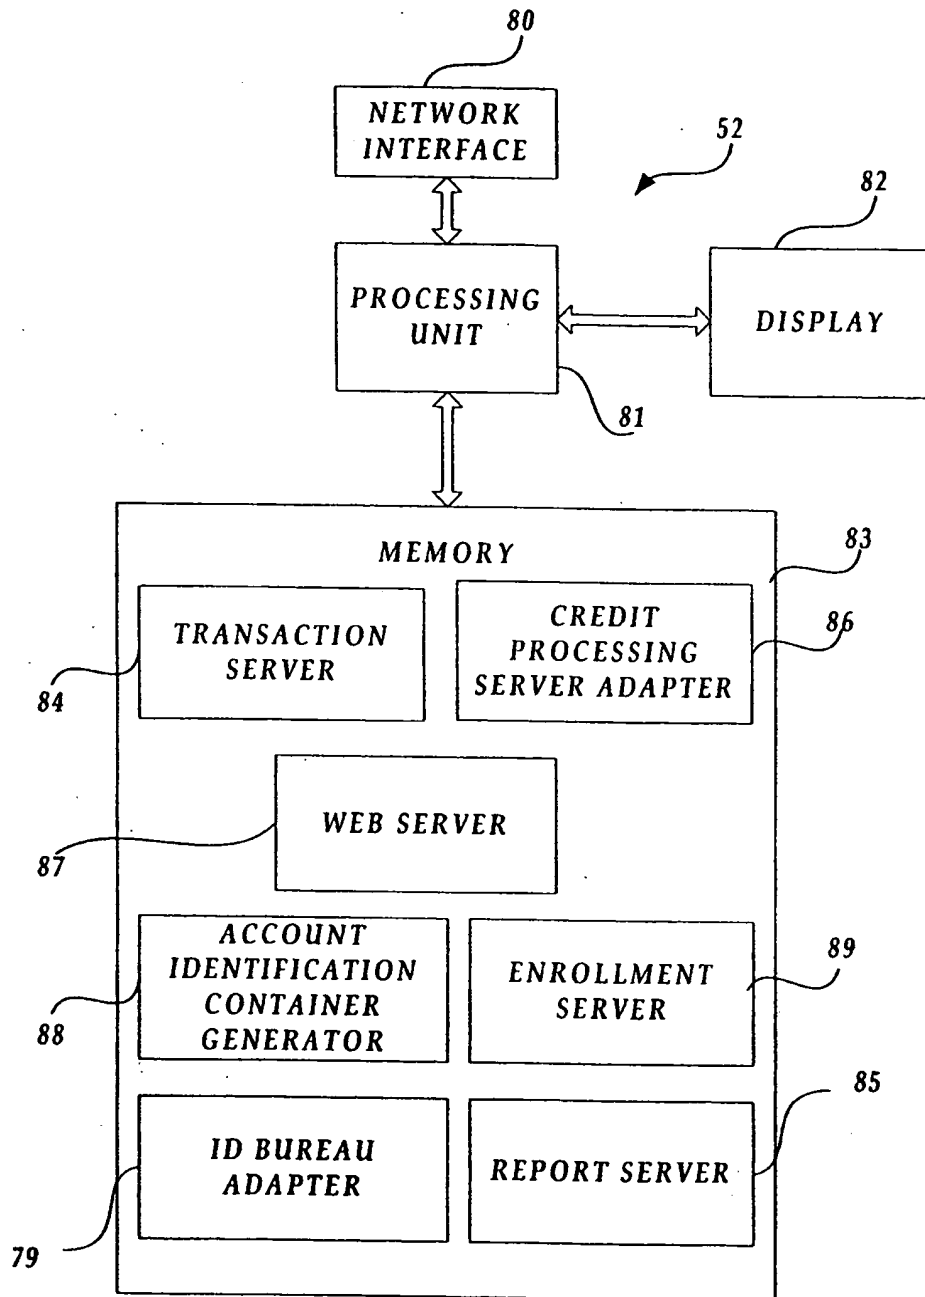 80
NETWORK
INTERFACE
52
82
PROCESSING
UNIT
DISPLAY
81
MEMORY
83
TRANSACTION
SERVER
84
CREDIT
PROCESSING
SERVER ADAPTER
86
WEB SERVER
87
ACCOUNT
IDENTIFICATION
CONTAINER
GENERATOR
88
ENROLLMENT
SERVER
89
ID BUREAU
ADAPTER
79
REPORT SERVER
85